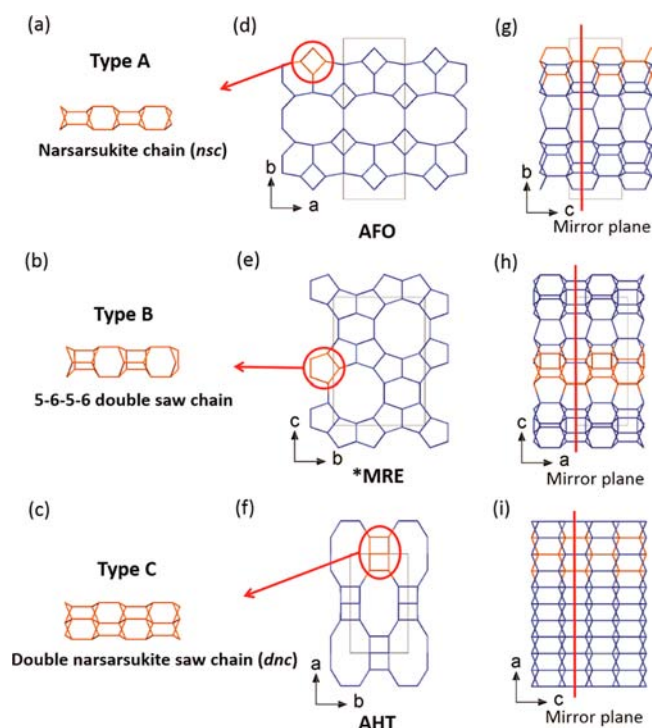 (a)
Type A
Narsarsukite chain (nsc)
(d)
b
a
AFO
(g)
b
c
Mirror plane
(b)
Type B
5-6-5-6 double saw chain
(e)
c
b
*MRE
(h)
c
a
Mirror plane
(c)
Type C
Double narsarsukite saw chain (dnc)
(f)
a
b
AHT
(i)
a
c
Mirror plane